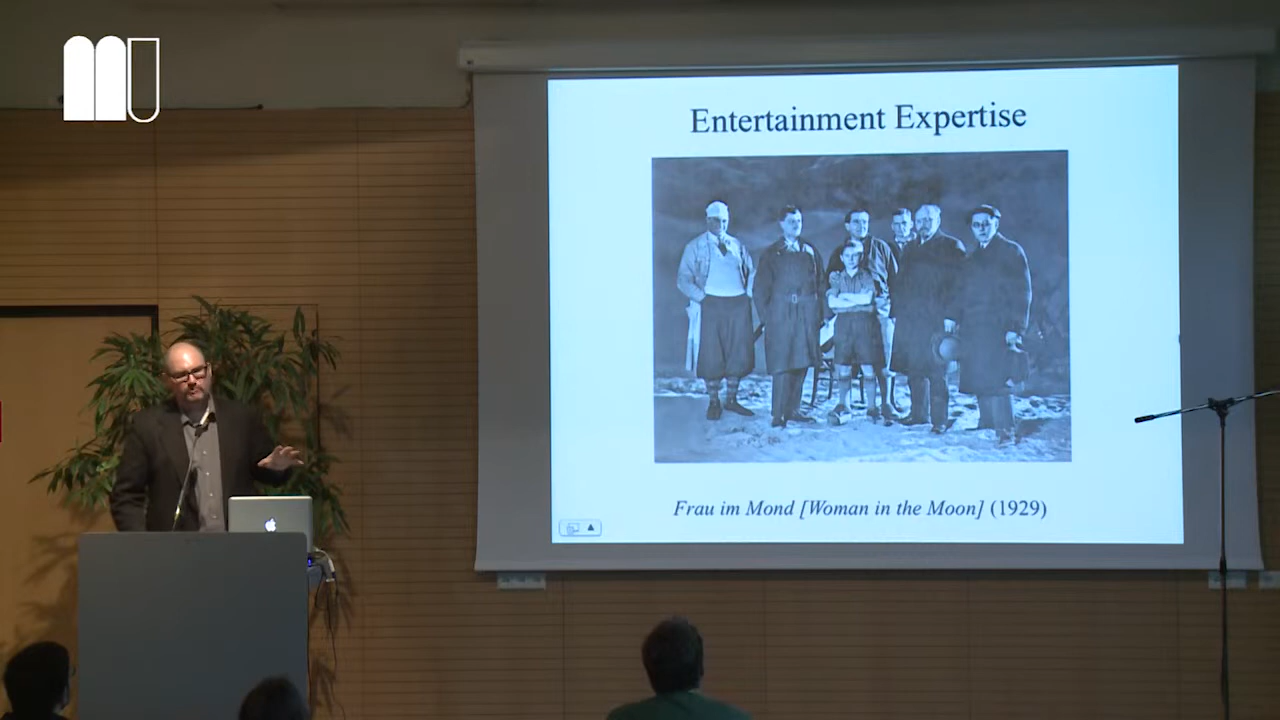 Entertainment Expertise
Frau im Mond [Woman in the Moon] (1929)